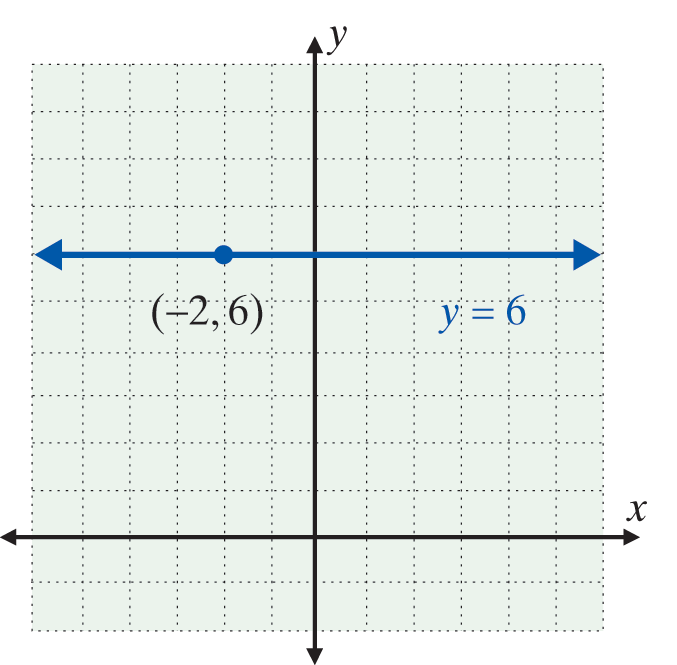 y
(–2, 6)
y = 6
x